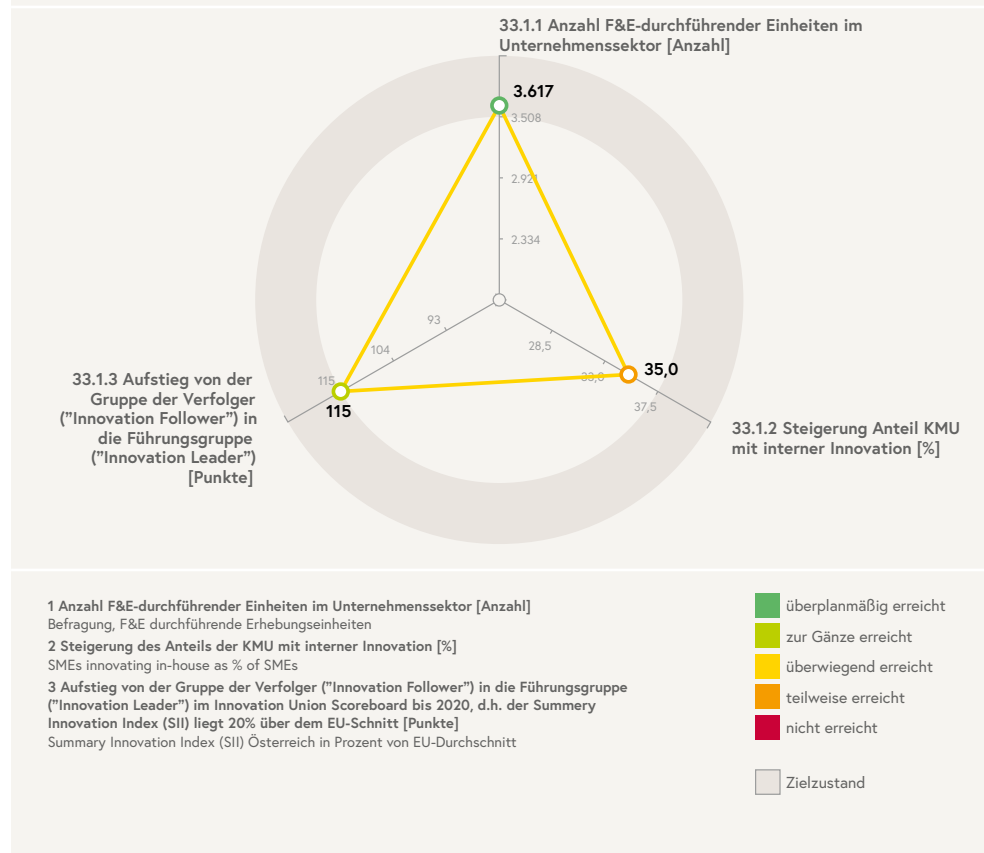 33.1.1 Anzahl F&E-durchführender Einheiten im
Unternehmenssektor [Anzahl]
3.617
3.508
2.921
2.334
93
28,5
104
33,0
35,0
115
37,5
115
33.1.3 Aufstieg von der
Gruppe der Verfolger
("Innovation Follower") in
die Führungsgruppe
("Innovation Leader")
[Punkte]
33.1.2 Steigerung Anteil KMU
mit interner Innovation [%]
1 Anzahl F&E-durchführender Einheiten im Unternehmenssektor [Anzahl]
Befragung, F&E durchführende Erhebungseinheiten
2 Steigerung des Anteils der KMU mit interner Innovation [%]
SMEs innovating in-house as % of SMEs
3 Aufstieg von der Gruppe der Verfolger ("Innovation Follower") in die Führungsgruppe
("Innovation Leader") im Innovation Union Scoreboard bis 2020, d.h. der Summery
Innovation Index (SII) liegt 20% über dem EU-Schnitt [Punkte]
Summary Innovation Index (SII) Österreich in Prozent von EU-Durchschnitt
überplanmäßig erreicht
zur Gänze erreicht
überwiegend erreicht
teilweise erreicht
nicht erreicht
Zielzustand